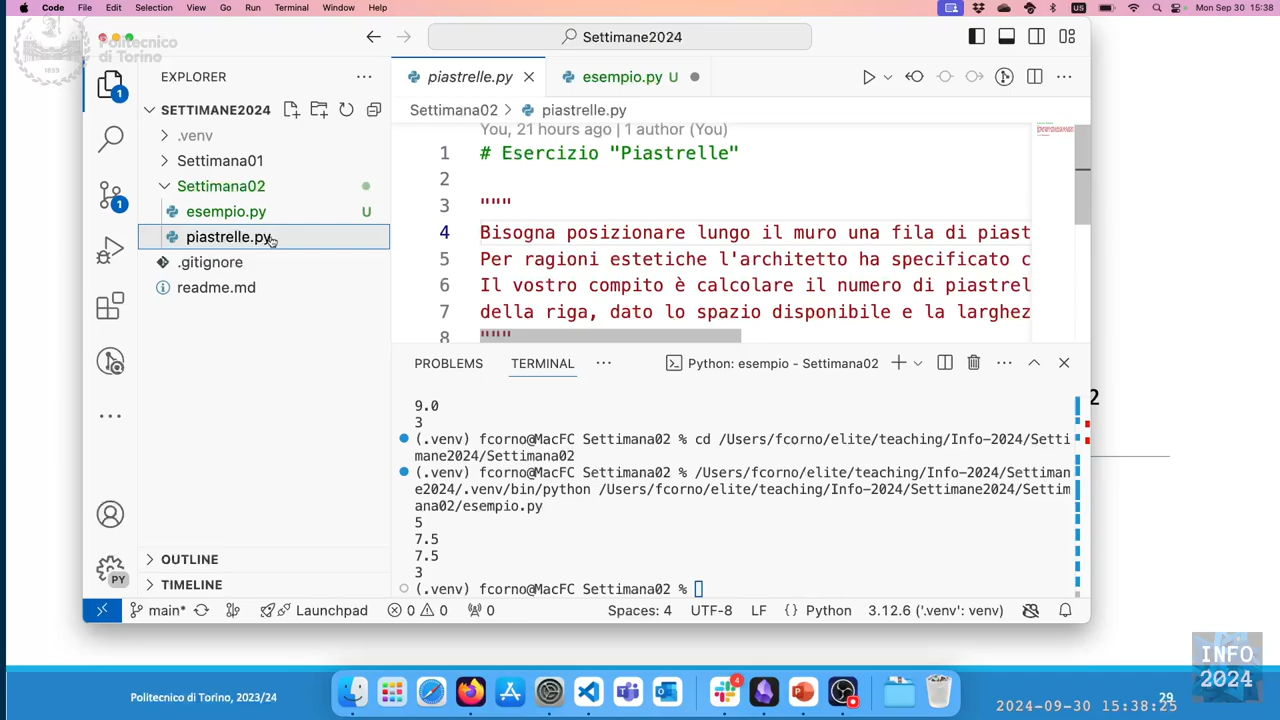 Code File Edit Selection View Go Run Terminal Window Help
US
Mon Sep 30 15:38
Politecnico
di Torino
Settimane2024
EXPLORER
piastrelle.py
esempio.py U
SETTIMANE2024
Settimana02 > piastrelle.py
.venv
Settimana01
Settimana02
esempio.py U
piastrelle.py
.gitignore
readme.md
You, 21 hours ago | 1 author (You)
1 # Esercizio "Piastrelle"
2
3 """
4 Bisogna posizionare lungo il muro una fila di piast
5 Per ragioni estetiche l'architetto ha specificato c
6 Il vostro compito è calcolare il numero di piastrel
7 della riga, dato lo spazio disponibile e la larghez
8 """
PROBLEMS TERMINAL
Python: esempio - Settimana02
9.0
3
(.venv) fcorno@MacFC Settimana02 % cd /Users/fcorno/elite/teaching/Info-2024/Setti
mane2024/Settimana02
(.venv) fcorno@MacFC Settimana02 % /Users/fcorno/elite/teaching/Info-2024/Settiman
e2024/.venv/bin/python /Users/fcorno/elite/teaching/Info-2024/Settimane2024/Settim
ana02/esempio.py
5
7.5
7.5
3
(.venv) fcorno@MacFC Settimana02 %
OUTLINE
TIMELINE
1
1
PY
main* Launchpad 0 0 0 Spaces: 4 UTF-8 LF {} Python 3.12.6 ('.venv': venv)
2
4
Politecnico di Torino, 2023/24
29
INFO
2024
2024-09-30 15:38:25